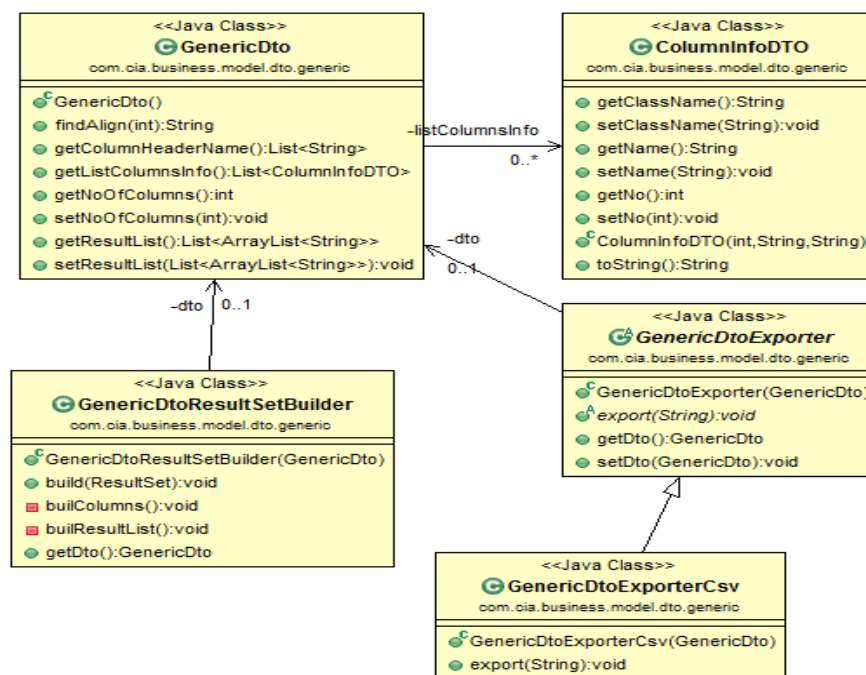 <<Java Class>>
GenericDto
com.cia.business.model.dto.generic
GenericDto()
findAlign(int):String
getColumnHeaderName():List<String>
getListColumnsInfo():List<ColumnInfoDTO>
getNoOfColumns():int
setNoOfColumns(int):void
getResultList():List<ArrayList<String>>
setResultList(List<ArrayList<String>>):void
-listColumnsInfo
0..*
<<Java Class>>
ColumnInfoDTO
com.cia.business.model.dto.generic
getClassName():String
setClassName(String):void
getName():String
setName(String):void
getNo():int
setNo(int):void
ColumnInfoDTO(int,String,String)
toString():String
-dto
0..1
-dto
0..1
<<Java Class>>
GenericDtoExporter
com.cia.business.model.dto.generic
GenericDtoExporter(GenericDto)
export(String):void
getDto():GenericDto
setDto(GenericDto):void
<<Java Class>>
GenericDtoResultSetBuilder
com.cia.business.model.dto.generic
GenericDtoResultSetBuilder(GenericDto)
build(ResultSet):void
builColumns():void
builResultList():void
getDto():GenericDto
<<Java Class>>
GenericDtoExporterCsv
com.cia.business.model.dto.generic
GenericDtoExporterCsv(GenericDto)
export(String):void